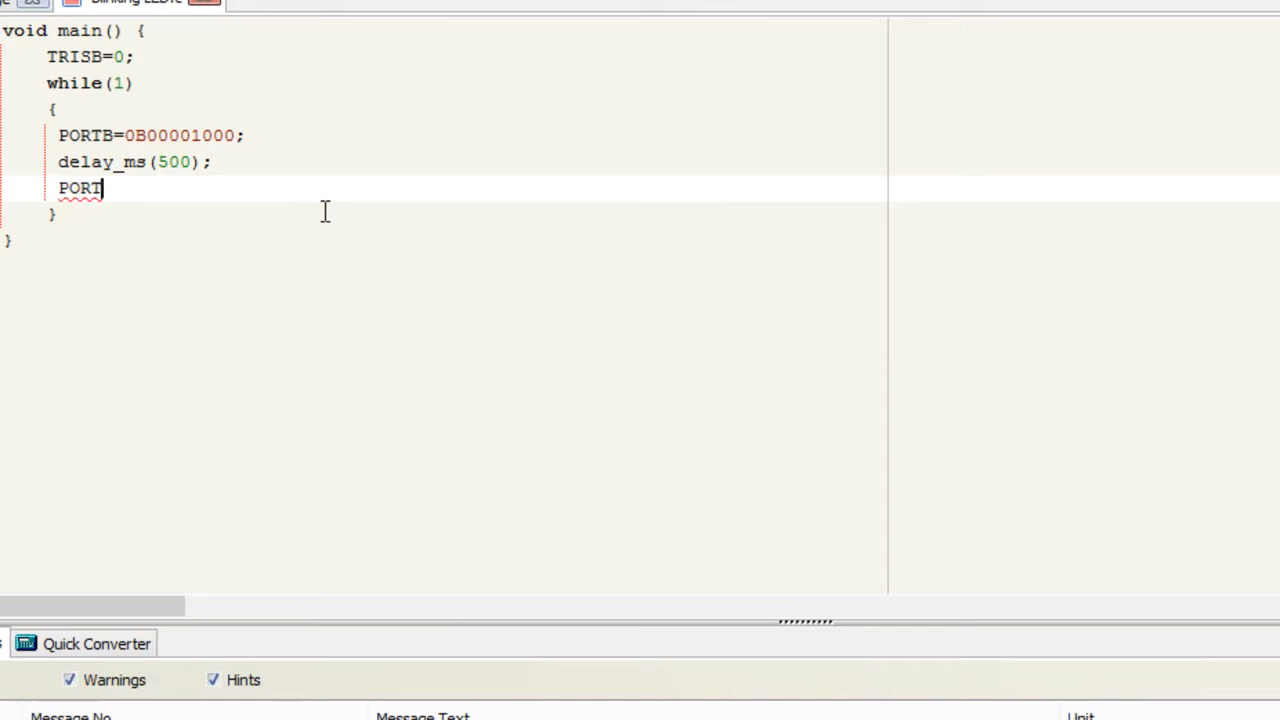 void main() {
TRISB=0;
while(1)
{
PORTB=0B00001000;
delay_ms(500);
PORT
}
}
Quick Converter
Warnings Hints
Message No. Message Text Unit